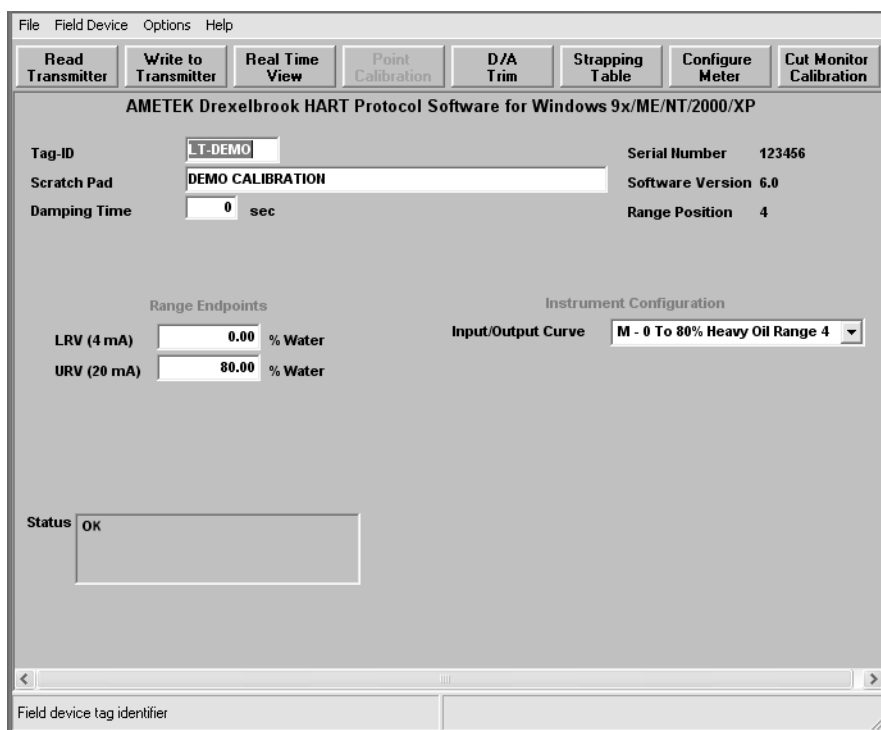 File Field Device Options Help
Read Transmitter
Write to Transmitter
Real Time View
Point Calibration
D/A Trim
Strapping Table
Configure Meter
Cut Monitor Calibration
AMETEK Drexelbrook HART Protocol Software for Windows 9x/ME/NT/2000/XP
Tag-ID LT-DEMO Serial Number 123456
Scratch Pad DEMO CALIBRATION Software Version 6.0
Damping Time 0 sec Range Position 4
Range Endpoints Instrument Configuration
LRV (4 mA) 0.00 % Water Input/Output Curve M - 0 To 80% Heavy Oil Range 4
URV (20 mA) 80.00 % Water
Status OK
Field device tag identifier